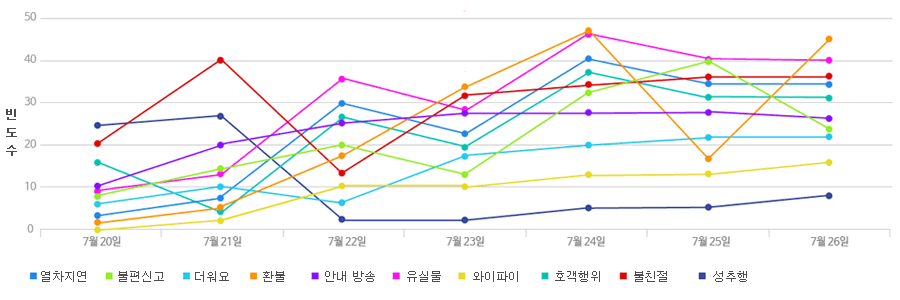 50
40
30
20
10
0
빈도수
7월20일 7월21일 7월22일 7월23일 7월24일 7월25일 7월26일
열차지연 불편신고 더워요 환불 안내 방송 유실물 와이파이 호객행위 불친절 성추행